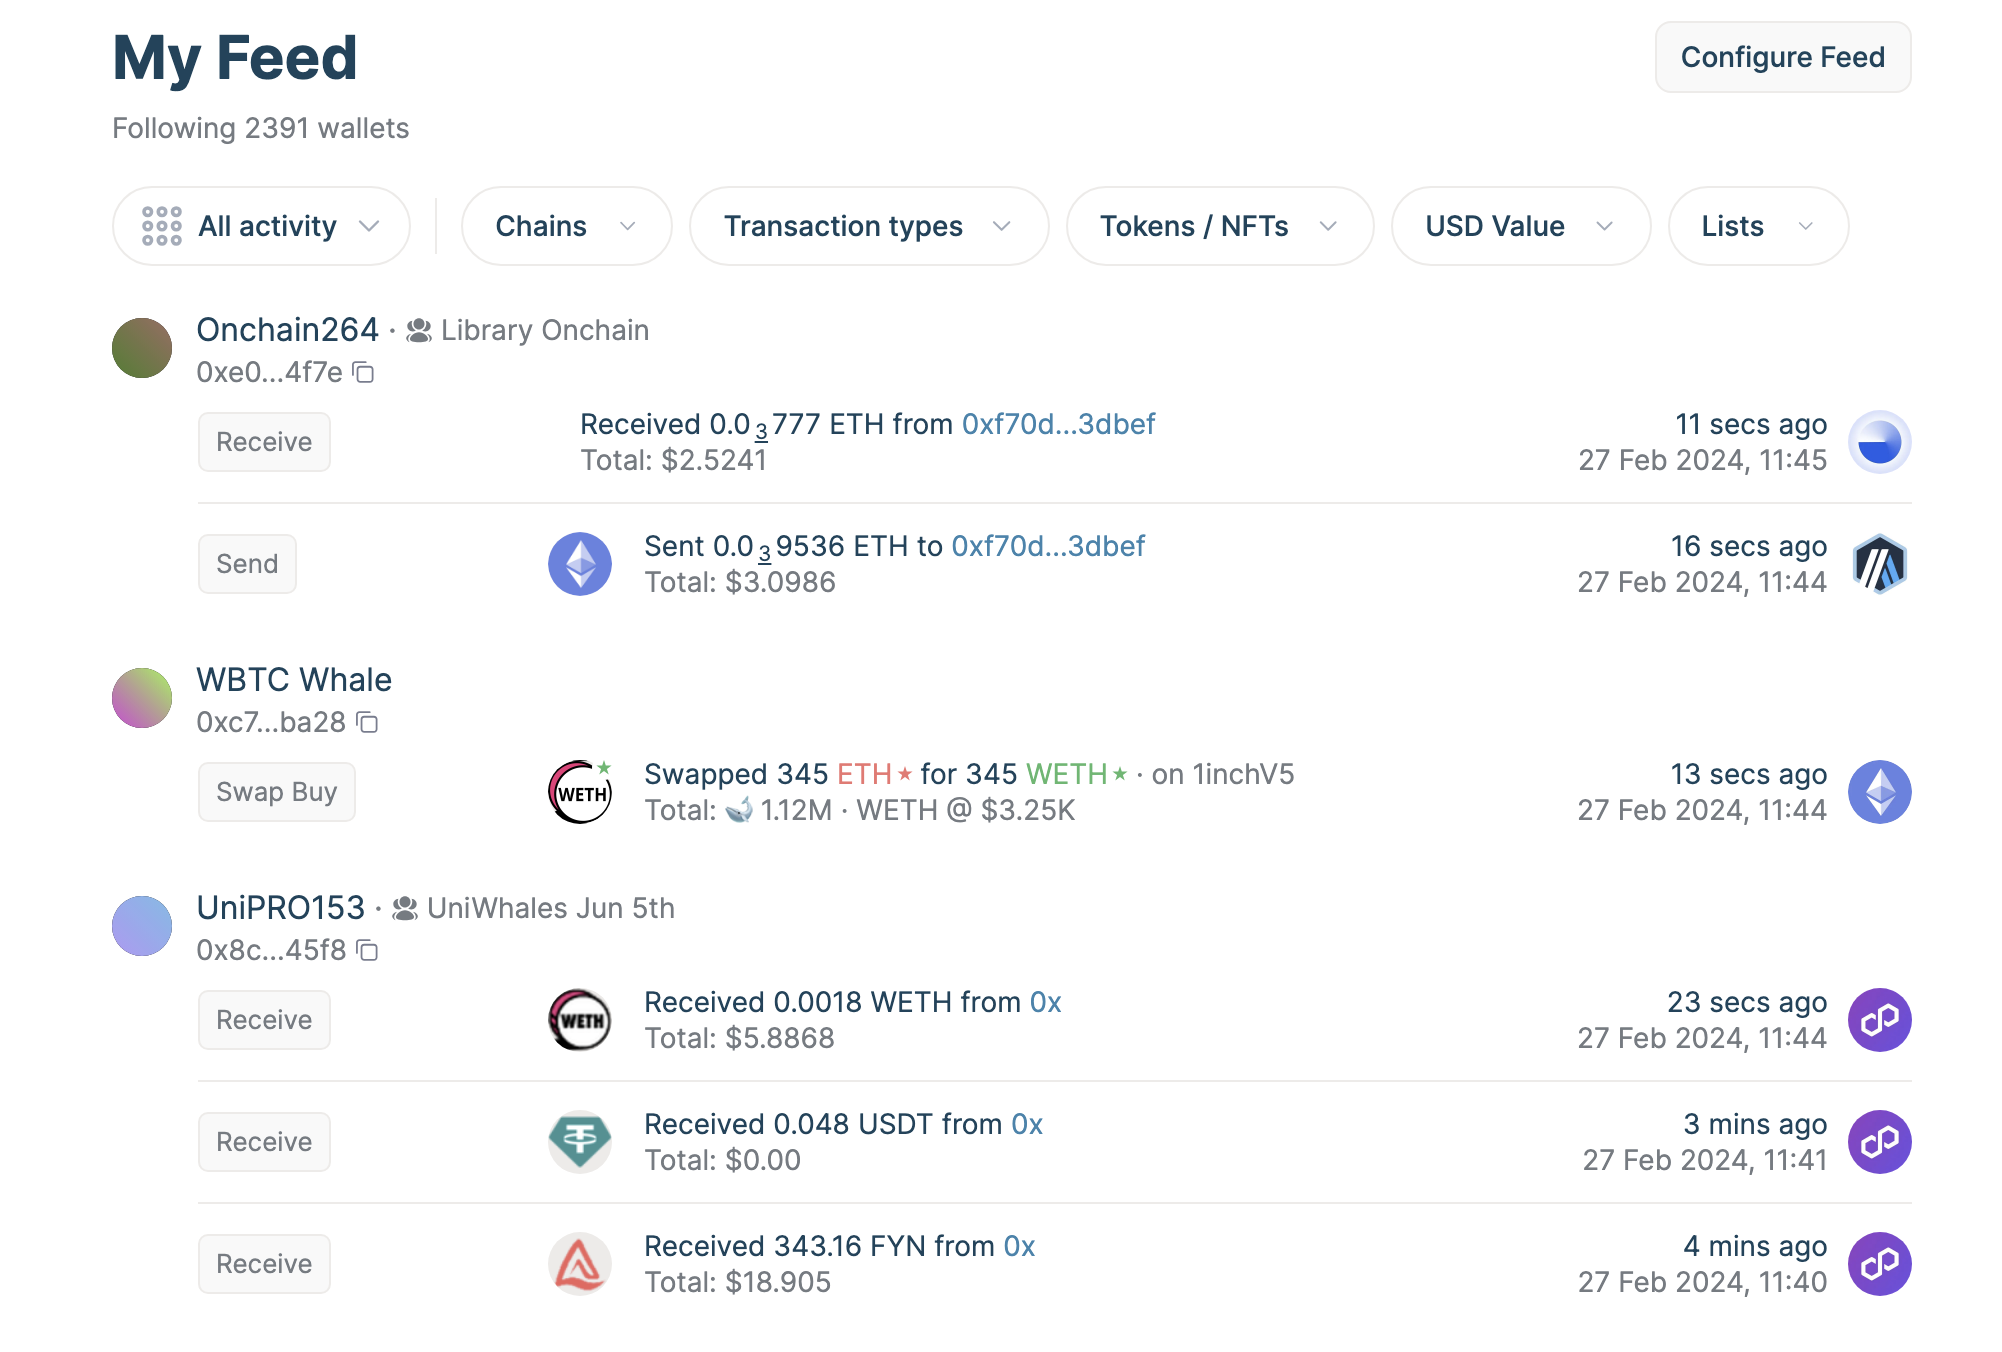 My Feed
Configure Feed
Following 2391 wallets
All activity
Chains
Transaction types
Tokens / NFTs
USD Value
Lists
Onchain264 · Library Onchain
0xe0...4f7e
Receive
Received 0.0₃777 ETH from 0xf70d...3dbef
Total: $2.5241
11 secs ago
27 Feb 2024, 11:45
Send
Sent 0.0₃9536 ETH to 0xf70d...3dbef
Total: $3.0986
16 secs ago
27 Feb 2024, 11:44
WBTC Whale
0xc7...ba28
Swap Buy
WETH
Swapped 345 ETH★ for 345 WETH★ · on 1inchV5
Total: 🐋 1.12M · WETH @ $3.25K
13 secs ago
27 Feb 2024, 11:44
UniPRO153 · UniWhales Jun 5th
0x8c...45f8
Receive
WETH
Received 0.0018 WETH from 0x
Total: $5.8868
23 secs ago
27 Feb 2024, 11:44
Receive
Received 0.048 USDT from 0x
Total: $0.00
3 mins ago
27 Feb 2024, 11:41
Receive
Received 343.16 FYN from 0x
Total: $18.905
4 mins ago
27 Feb 2024, 11:40